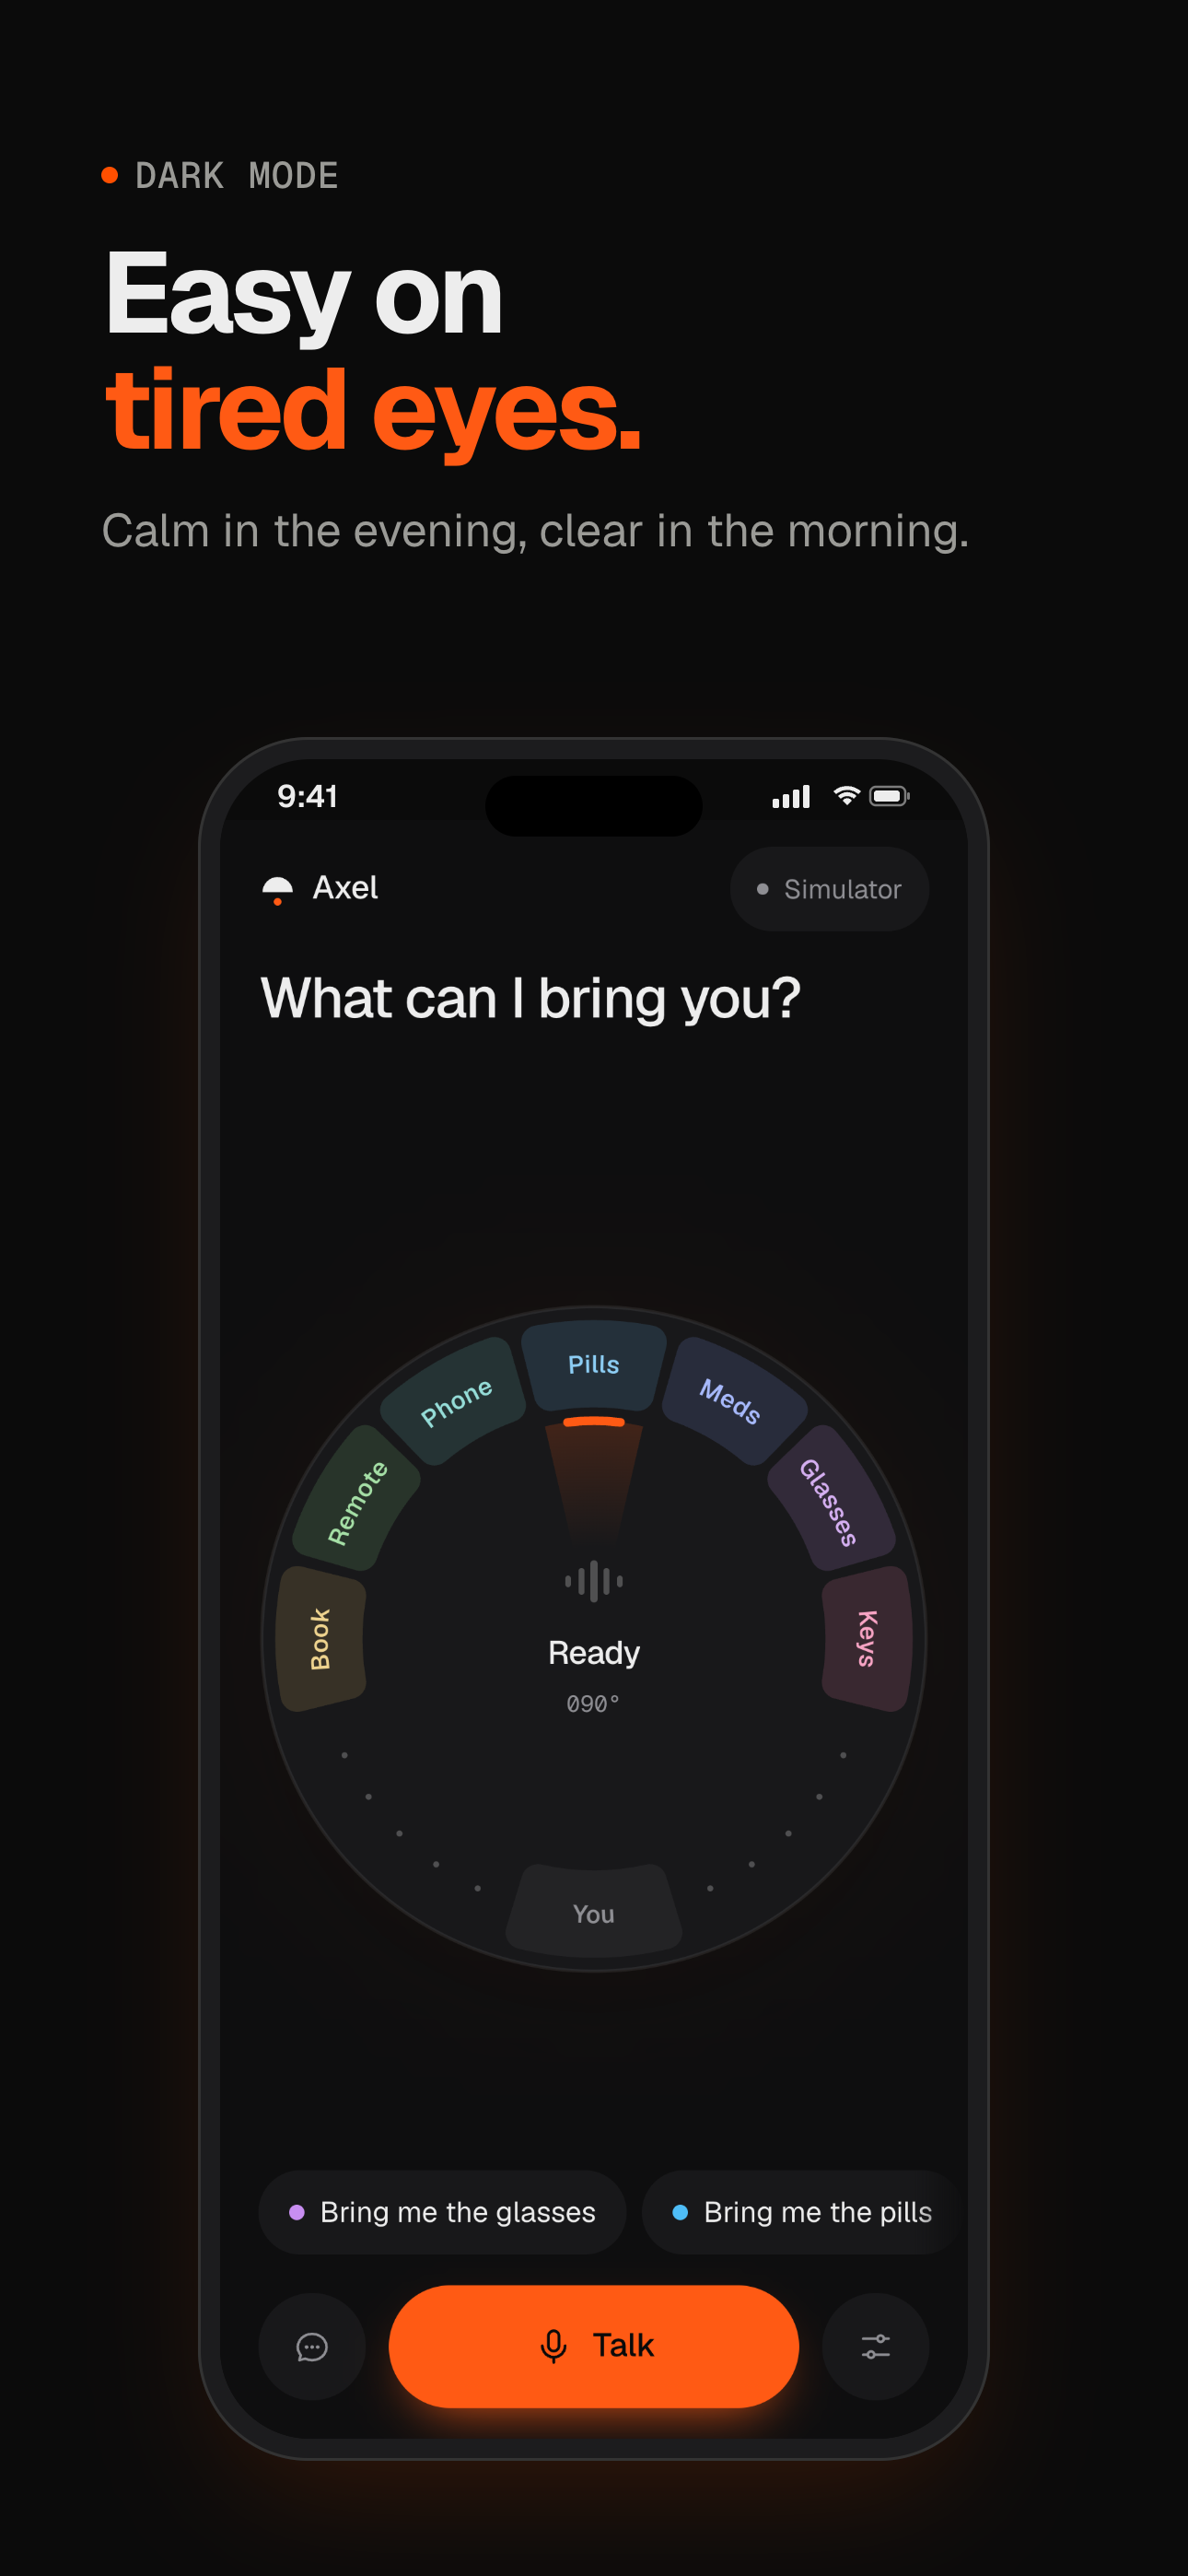 DARK MODE
Easy on
tired eyes.
Calm in the evening, clear in the morning.
9:41
Axel
Simulator
What can I bring you?
Pills
Phone
Meds
Remote
Glasses
Book
Keys
Ready
090°
You
Bring me the glasses
Bring me the pills
Talk